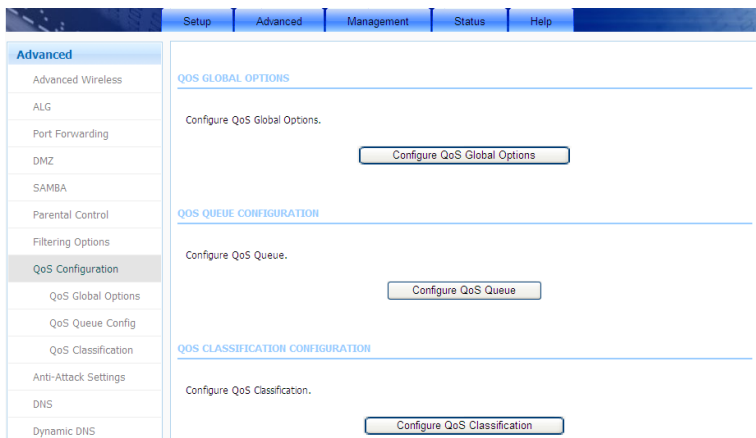 Setup Advanced Management Status Help
Advanced
Advanced Wireless
ALG
Port Forwarding
DMZ
SAMBA
Parental Control
Filtering Options
QoS Configuration
QoS Global Options
QoS Queue Config
QoS Classification
Anti-Attack Settings
DNS
Dynamic DNS
QOS GLOBAL OPTIONS
Configure QoS Global Options.
Configure QoS Global Options
QOS QUEUE CONFIGURATION
Configure QoS Queue.
Configure QoS Queue
QOS CLASSIFICATION CONFIGURATION
Configure QoS Classification.
Configure QoS Classification